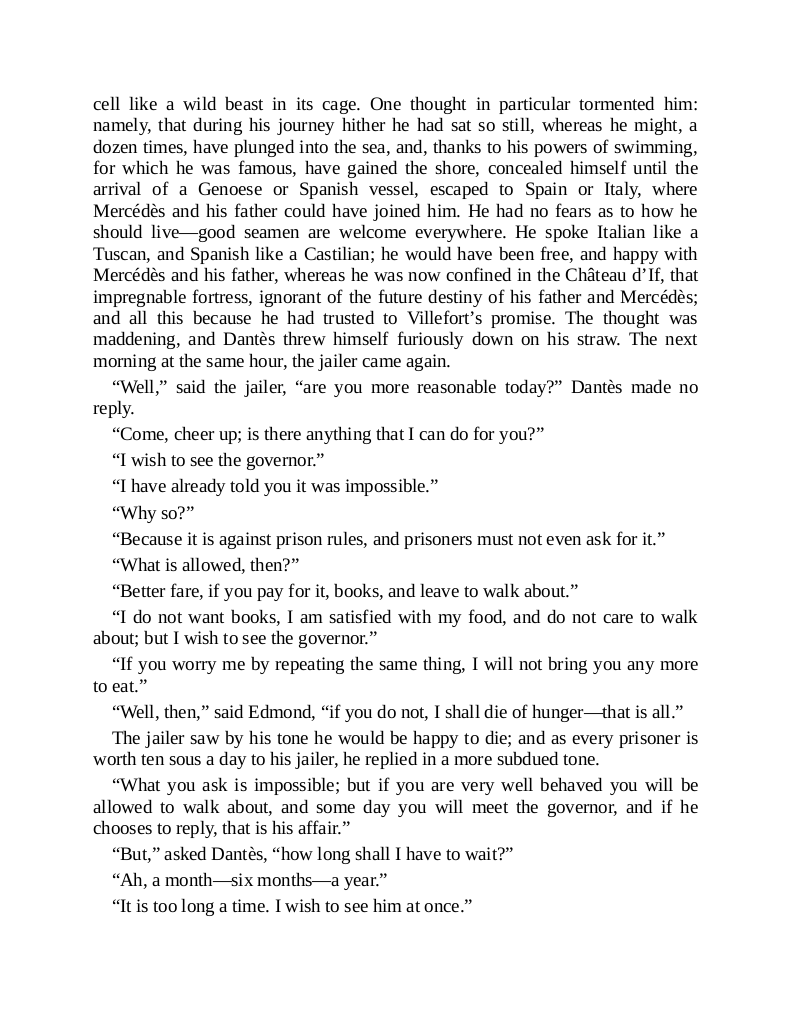 cell like a wild beast in its cage. One thought in particular tormented him:
namely, that during his journey hither he had sat so still, whereas he might, a
dozen times, have plunged into the sea, and, thanks to his powers of swimming,
for which he was famous, have gained the shore, concealed himself until the
arrival of a Genoese or Spanish vessel, escaped to Spain or Italy, where
Mercédès and his father could have joined him. He had no fears as to how he
should live—good seamen are welcome everywhere. He spoke Italian like a
Tuscan, and Spanish like a Castilian; he would have been free, and happy with
Mercédès and his father, whereas he was now confined in the Château d’If, that
impregnable fortress, ignorant of the future destiny of his father and Mercédès;
and all this because he had trusted to Villefort’s promise. The thought was
maddening, and Dantès threw himself furiously down on his straw. The next
morning at the same hour, the jailer came again.
“Well,” said the jailer, “are you more reasonable today?” Dantès made no
reply.
“Come, cheer up; is there anything that I can do for you?”
“I wish to see the governor.”
“I have already told you it was impossible.”
“Why so?”
“Because it is against prison rules, and prisoners must not even ask for it.”
“What is allowed, then?”
“Better fare, if you pay for it, books, and leave to walk about.”
“I do not want books, I am satisfied with my food, and do not care to walk
about; but I wish to see the governor.”
“If you worry me by repeating the same thing, I will not bring you any more
to eat.”
“Well, then,” said Edmond, “if you do not, I shall die of hunger—that is all.”
The jailer saw by his tone he would be happy to die; and as every prisoner is
worth ten sous a day to his jailer, he replied in a more subdued tone.
“What you ask is impossible; but if you are very well behaved you will be
allowed to walk about, and some day you will meet the governor, and if he
chooses to reply, that is his affair.”
“But,” asked Dantès, “how long shall I have to wait?”
“Ah, a month—six months—a year.”
“It is too long a time. I wish to see him at once.”